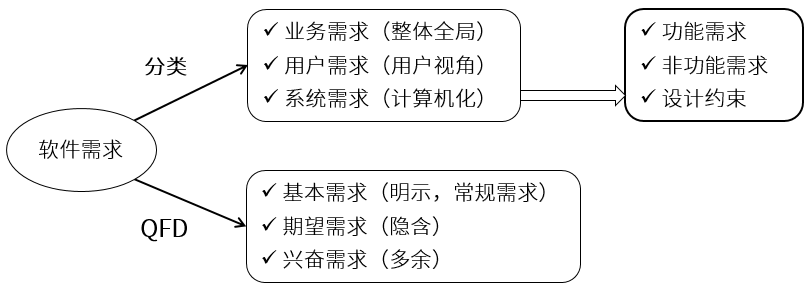 软件需求
分类
✓ 业务需求（整体全局）
✓ 用户需求（用户视角）
✓ 系统需求（计算机化）
✓ 功能需求
✓ 非功能需求
✓ 设计约束
QFD
✓ 基本需求（明示，常规需求）
✓ 期望需求（隐含）
✓ 兴奋需求（多余）